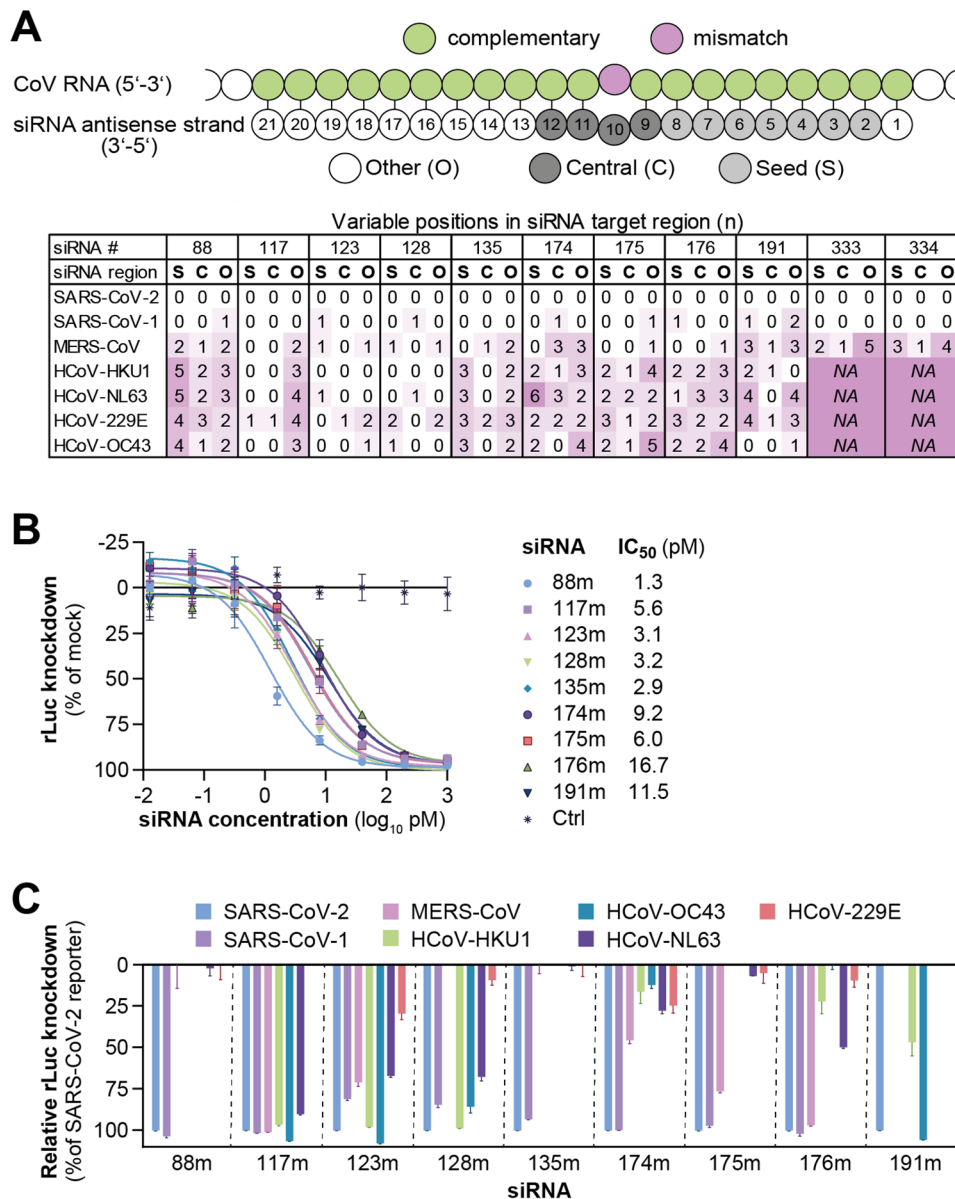 A
complementary mismatch
CoV RNA (5‘-3‘)
siRNA antisense strand
(3‘-5‘)
21 20 19 18 17 16 15 14 13 12 11 10 9 8 7 6 5 4 3 2 1
Other (O) Central (C) Seed (S)
Variable positions in siRNA target region (n)
siRNA # 88 117 123 128 135 174 175 176 191 333 334
siRNA region S C O S C O S C O S C O S C O S C O S C O S C O S C O S C O S C O
SARS-CoV-2 0 0 0 0 0 0 0 0 0 0 0 0 0 0 0 0 0 0 0 0 0 0 0 0 0 0 0 0 0 0 0 0 0
SARS-CoV-1 0 0 1 0 0 0 1 0 0 0 1 0 0 0 0 0 1 0 0 0 1 1 0 0 1 0 2 0 0 0 0 0 0
MERS-CoV 2 1 2 0 0 2 1 0 1 1 0 1 0 1 2 0 3 3 0 0 1 0 0 0 3 1 3 2 1 5 3 1 4
HCoV-HKU1 5 2 3 0 0 3 0 0 0 0 0 0 3 0 2 2 1 3 2 1 4 2 2 3 2 1 0 NA NA
HCoV-NL63 5 2 3 0 0 4 1 0 0 1 0 0 3 0 2 6 3 2 2 2 2 1 3 3 4 0 4 NA NA
HCoV-229E 4 3 2 1 1 4 0 1 2 2 0 2 3 2 3 2 2 2 3 1 2 2 2 2 4 1 3 NA NA
HCoV-OC43 4 1 2 0 0 3 0 0 1 1 0 0 3 0 2 2 0 4 2 1 5 2 2 4 0 0 1 NA NA
B
rLuc knockdown
(% of mock)
-25
0
25
50
75
100
-2 -1 0 1 2 3
siRNA concentration (log10 pM)
siRNA IC50 (pM)
88m 1.3
117m 5.6
123m 3.1
128m 3.2
135m 2.9
174m 9.2
175m 6.0
176m 16.7
191m 11.5
Ctrl
C
SARS-CoV-2 MERS-CoV HCoV-OC43 HCoV-229E
SARS-CoV-1 HCoV-HKU1 HCoV-NL63
Relative rLuc knockdown
(%of SARS-CoV-2 reporter)
0
25
50
75
100
88m 117m 123m 128m 135m 174m 175m 176m 191m
siRNA